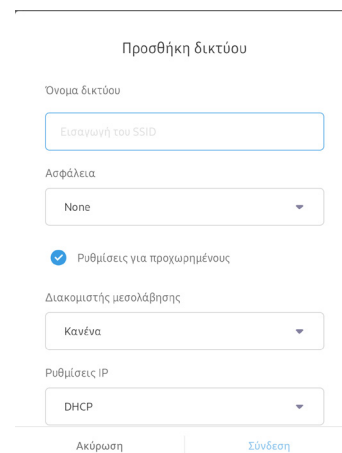 Προσθήκη δικτύου
Όνομα δικτύου
Εισαγωγή του SSID
Ασφάλεια
None
Ρυθμίσεις για προχωρημένους
Διακομιστής μεσολάβησης
Κανένα
Ρυθμίσεις IP
DHCP
Ακύρωση
Σύνδεση